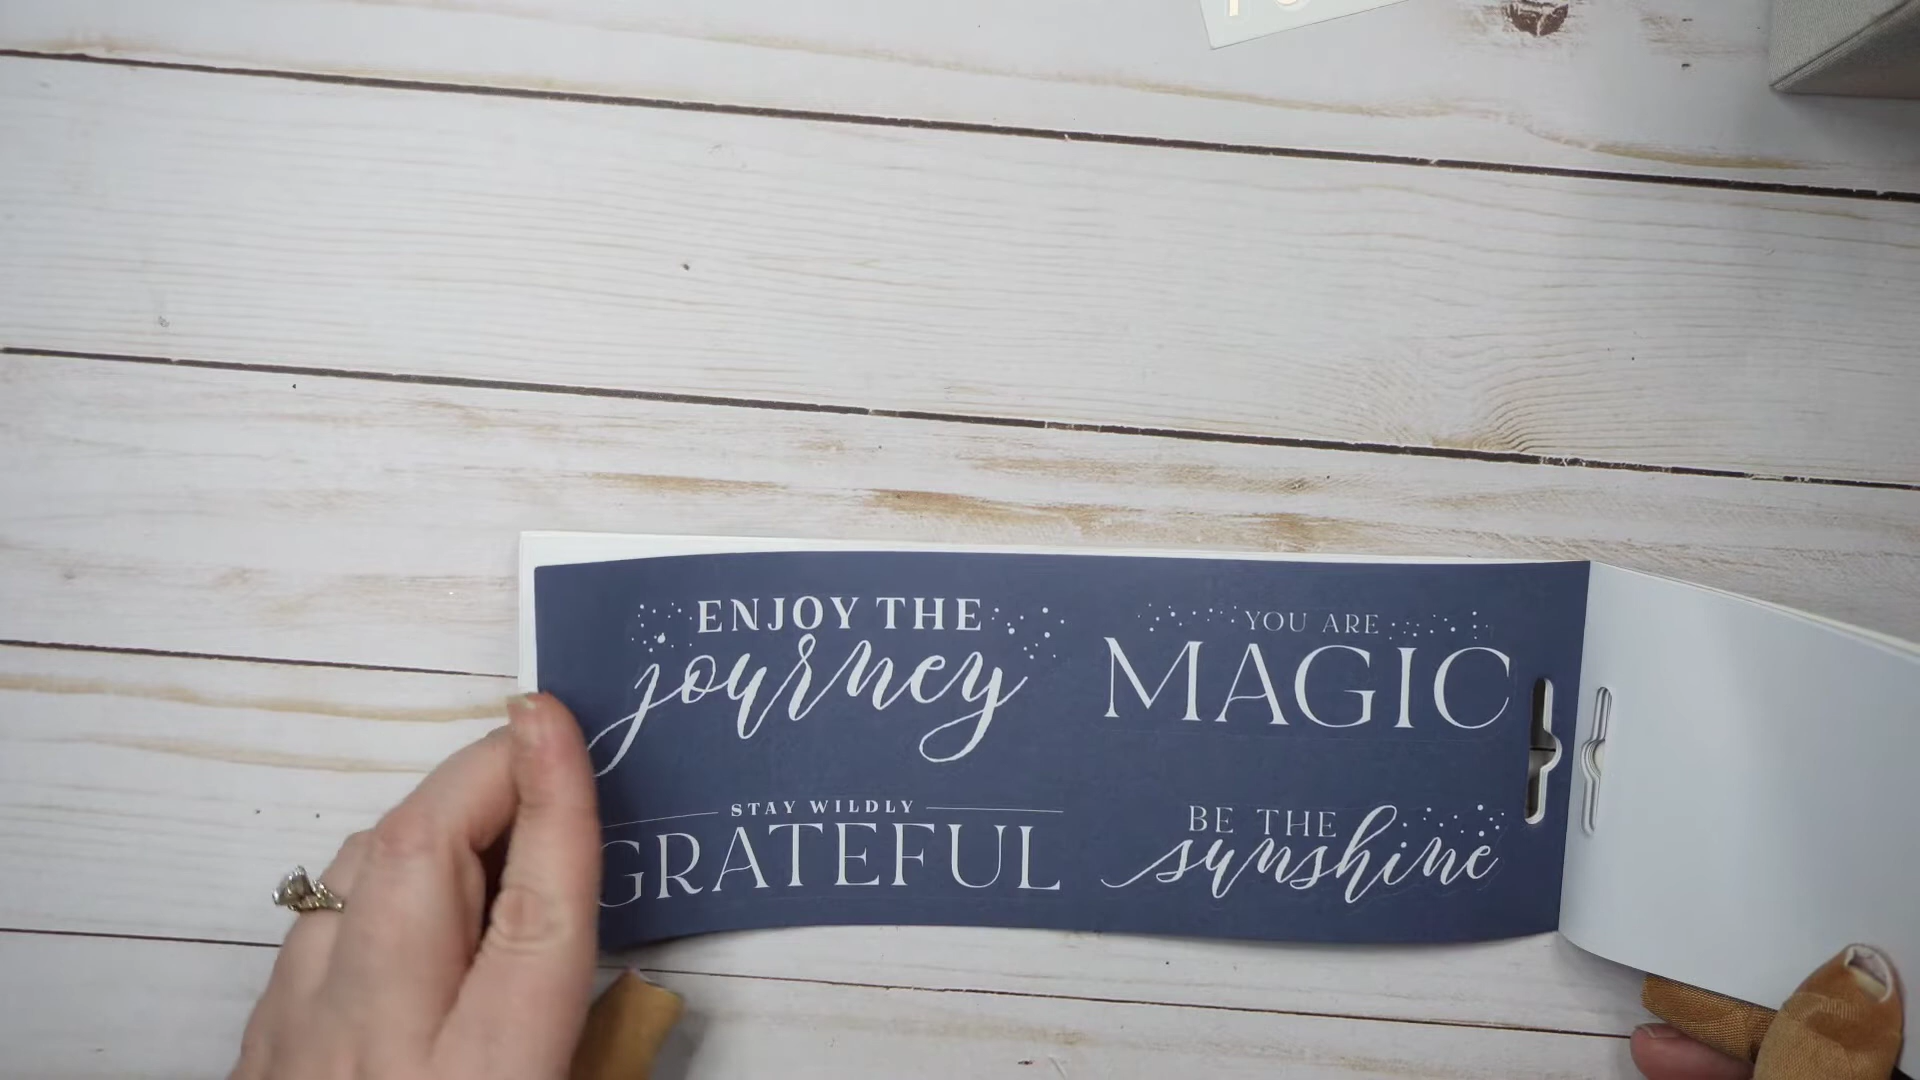 ENJOY THE
journey
YOU ARE
MAGIC
STAY WILDLY
GRATEFUL
BE THE
sunshine